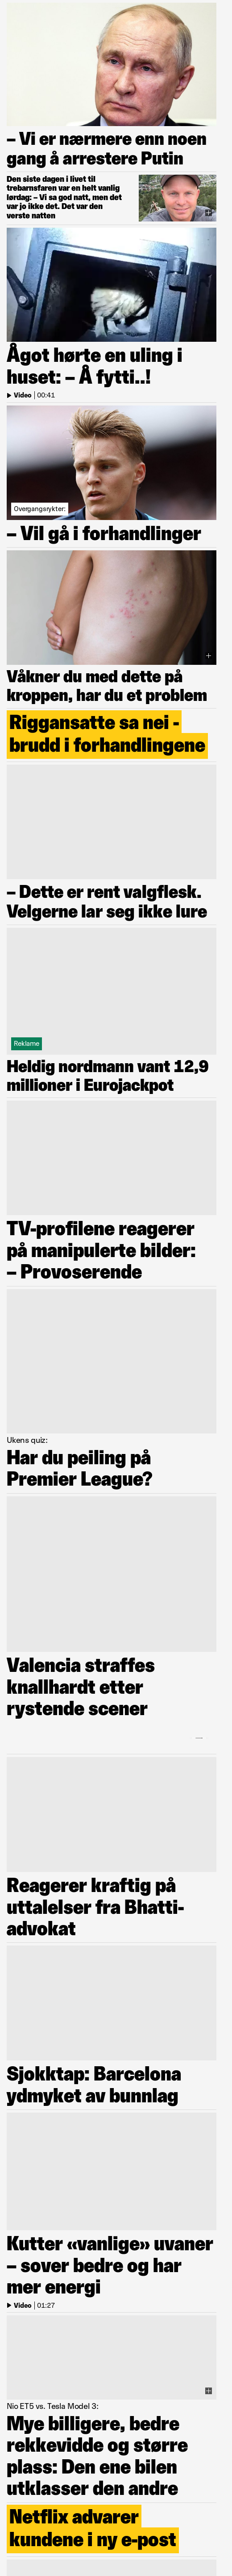 – Vi er nærmere enn noen
gang å arrestere Putin
Den siste dagen i livet til
trebarnsfaren var en helt vanlig
lørdag: – Vi sa god natt, men det
var jo ikke det. Det var den
verste natten
Ågot hørte en uling i
huset: – Å fytti..!
Video | 00:41
Overgangsrykter:
– Vil gå i forhandlinger
Våkner du med dette på
kroppen, har du et problem
Riggansatte sa nei -
brudd i forhandlingene
– Dette er rent valgflesk.
Velgerne lar seg ikke lure
Reklame
Heldig nordmann vant 12,9
millioner i Eurojackpot
TV-profilene reagerer
på manipulerte bilder:
– Provoserende
Ukens quiz:
Har du peiling på
Premier League?
Valencia straffes
knallhardt etter
rystende scener
Reagerer kraftig på
uttalelser fra Bhatti-
advokat
Sjokktap: Barcelona
ydmyket av bunnlag
Kutter «vanlige» uvaner
– sover bedre og har
mer energi
Video | 01:27
Nio ET5 vs. Tesla Model 3:
Mye billigere, bedre
rekkevidde og større
plass: Den ene bilen
utklasser den andre
Netflix advarer
kundene i ny e-post